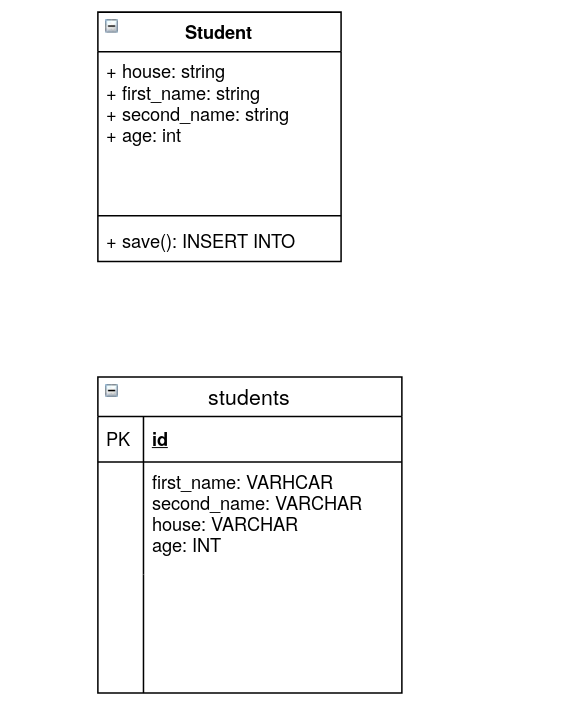 Student
+ house: string
+ first_name: string
+ second_name: string
+ age: int
+ save(): INSERT INTO
students
PK id
first_name: VARHCAR
second_name: VARCHAR
house: VARCHAR
age: INT